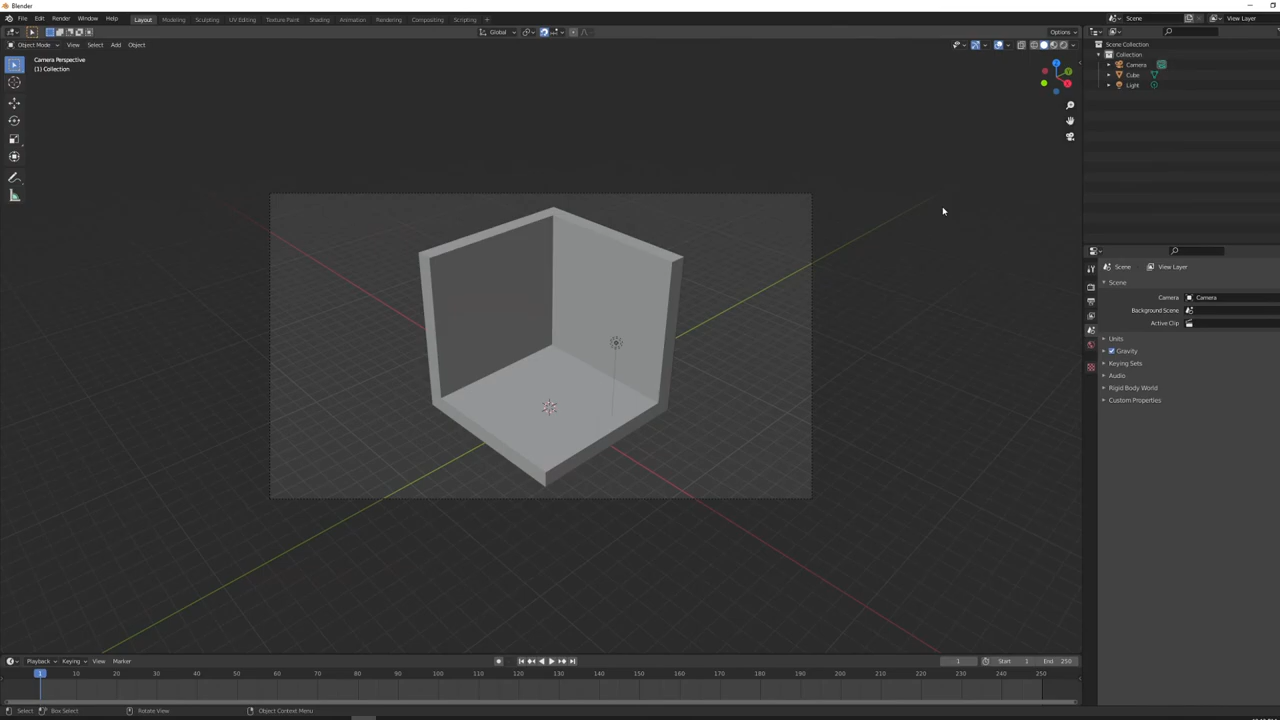 Blender
File Edit Render Window Help
Layout Modeling Sculpting UV Editing Texture Paint Shading Animation Rendering Compositing Scripting +
Scene
View Layer
Global
Options
Object Mode View Select Add Object
Camera Perspective
(1) Collection
Scene Collection
Collection
Camera
Cube
Light
Scene View Layer
Scene
Camera Camera
Background Scene
Active Clip
Units
Gravity
Keying Sets
Audio
Rigid Body World
Custom Properties
Playback Keying View Marker
1 Start 1 End 250
1 10 20 30 40 50 60 70 80 90 100 110 120 130 140 150 160 170 180 190 200 210 220 230 240 250
Select Box Select Rotate View Object Context Menu